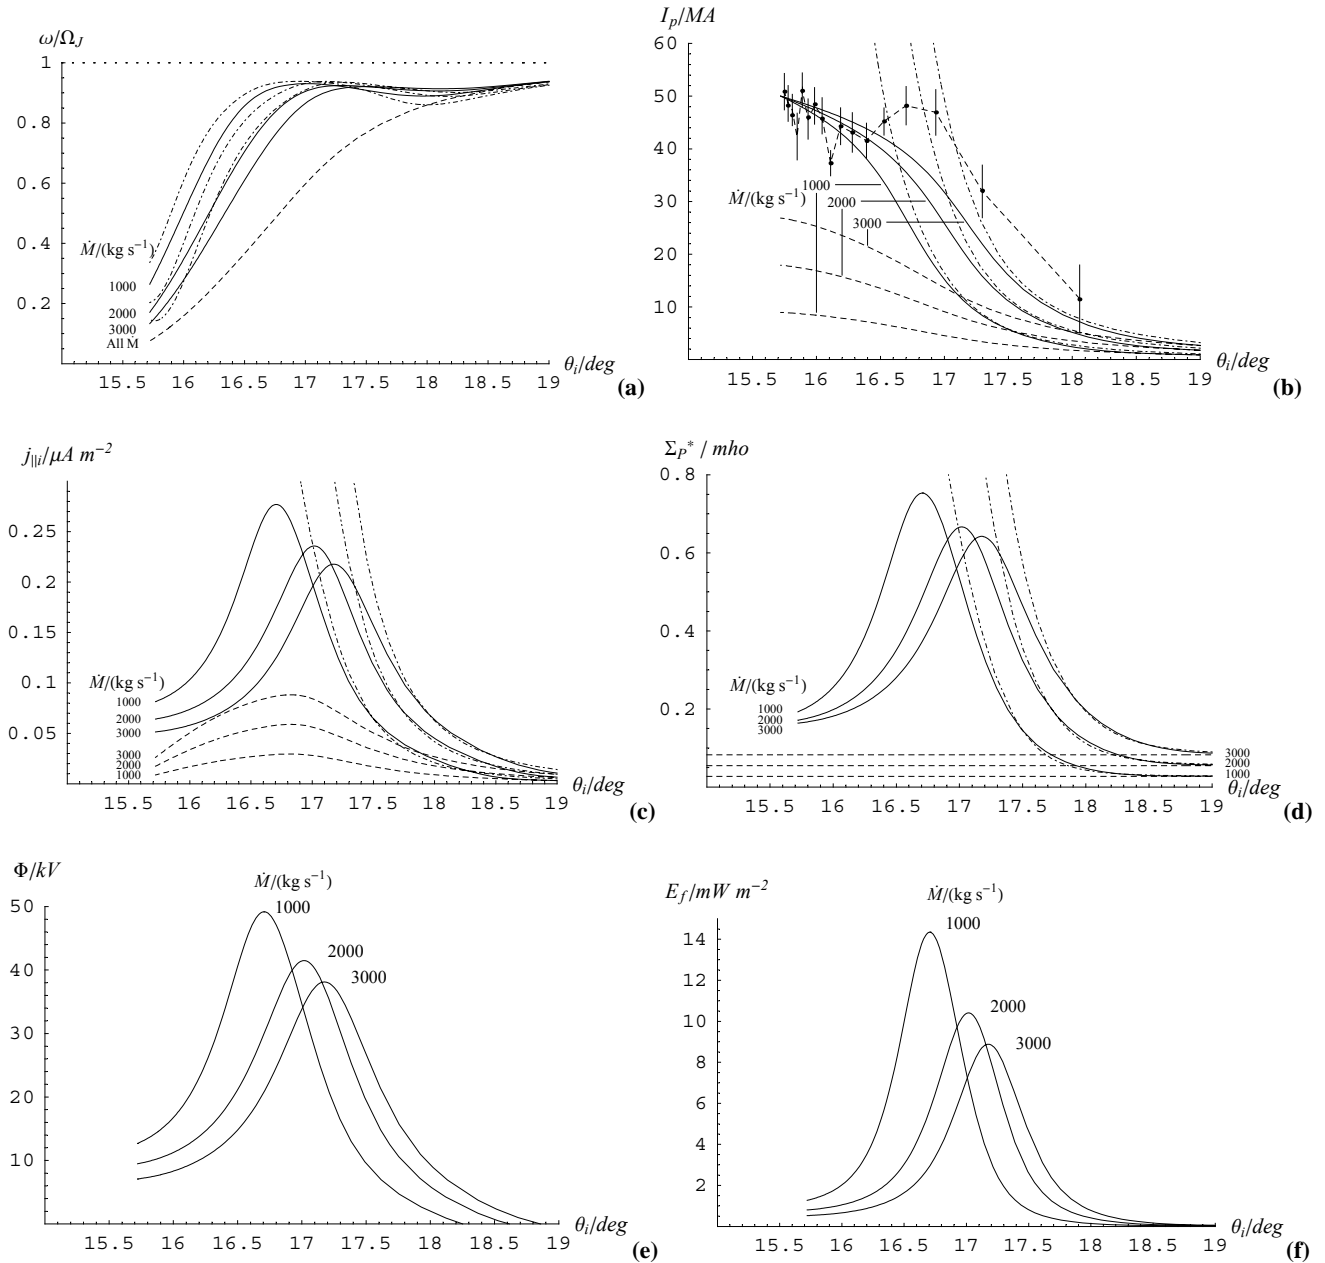 ω/Ω_J
1
0.8
0.6
0.4
0.2
Ṁ/(kg s⁻¹)
1000
2000
3000
All Ṁ
15.5 16 16.5 17 17.5 18 18.5 19
θ_i/deg
(a)
I_p/MA
60
50
40
30
20
10
Ṁ/(kg s⁻¹)
1000
2000
3000
15.5 16 16.5 17 17.5 18 18.5 19
θ_i/deg
(b)
j_||i/μA m⁻²
0.25
0.2
0.15
0.1
0.05
Ṁ/(kg s⁻¹)
1000
2000
3000
3000
2000
1000
15.5 16 16.5 17 17.5 18 18.5 19
θ_i/deg
(c)
Σ_P* / mho
0.8
0.6
0.4
0.2
Ṁ/(kg s⁻¹)
1000
2000
3000
3000
2000
1000
15.5 16 16.5 17 17.5 18 18.5 19
θ_i/deg
(d)
Φ/kV
50
40
30
20
10
Ṁ/(kg s⁻¹)
1000
2000
3000
15.5 16 16.5 17 17.5 18 18.5 19
θ_i/deg
(e)
E_f/mW m⁻²
14
12
10
8
6
4
2
Ṁ/(kg s⁻¹)
1000
2000
3000
15.5 16 16.5 17 17.5 18 18.5 19
θ_i/deg
(f)